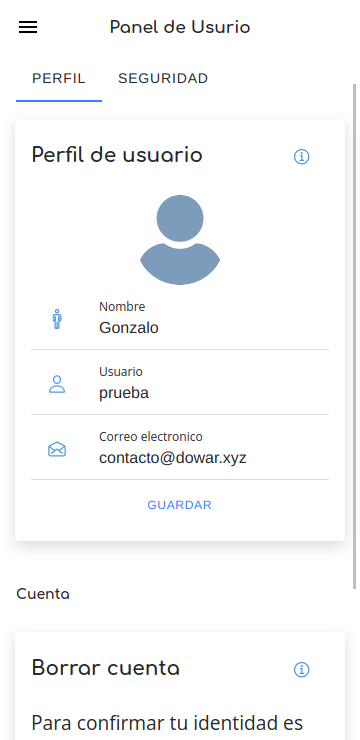 Panel de Usurio
PERFIL SEGURIDAD
Perfil de usuario
Nombre
Gonzalo
Usuario
prueba
Correo electronico
contacto@dowar.xyz
GUARDAR
Cuenta
Borrar cuenta
Para confirmar tu identidad es